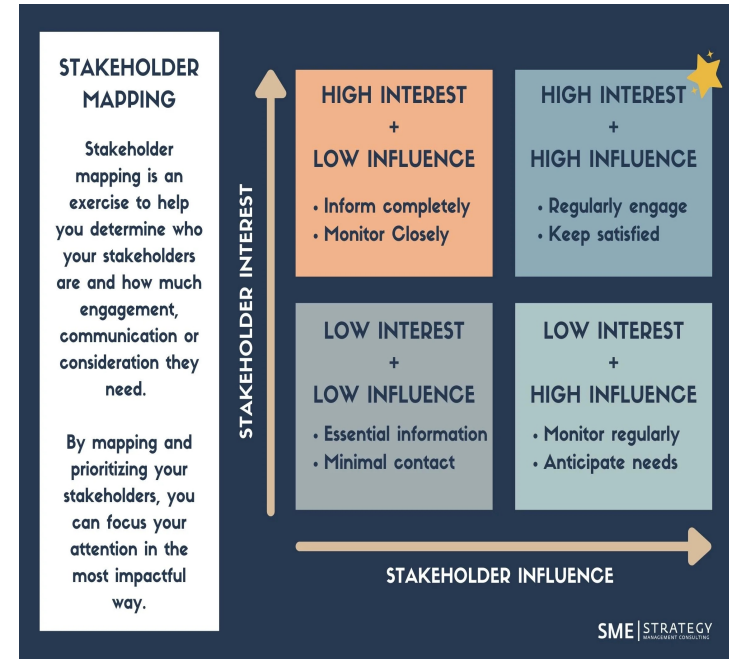 STAKEHOLDER
MAPPING
Stakeholder
mapping is an
exercise to help
you determine who
your stakeholders
are and how much
engagement,
communication or
consideration they
need.
By mapping and
prioritizing your
stakeholders, you
can focus your
attention in the
most impactful
way.
STAKEHOLDER INTEREST
HIGH INTEREST
+
LOW INFLUENCE
• Inform completely
• Monitor Closely
HIGH INTEREST
+
HIGH INFLUENCE
• Regularly engage
• Keep satisfied
LOW INTEREST
+
LOW INFLUENCE
• Essential information
• Minimal contact
LOW INTEREST
+
HIGH INFLUENCE
• Monitor regularly
• Anticipate needs
STAKEHOLDER INFLUENCE
SME STRATEGY
MANAGEMENT CONSULTING